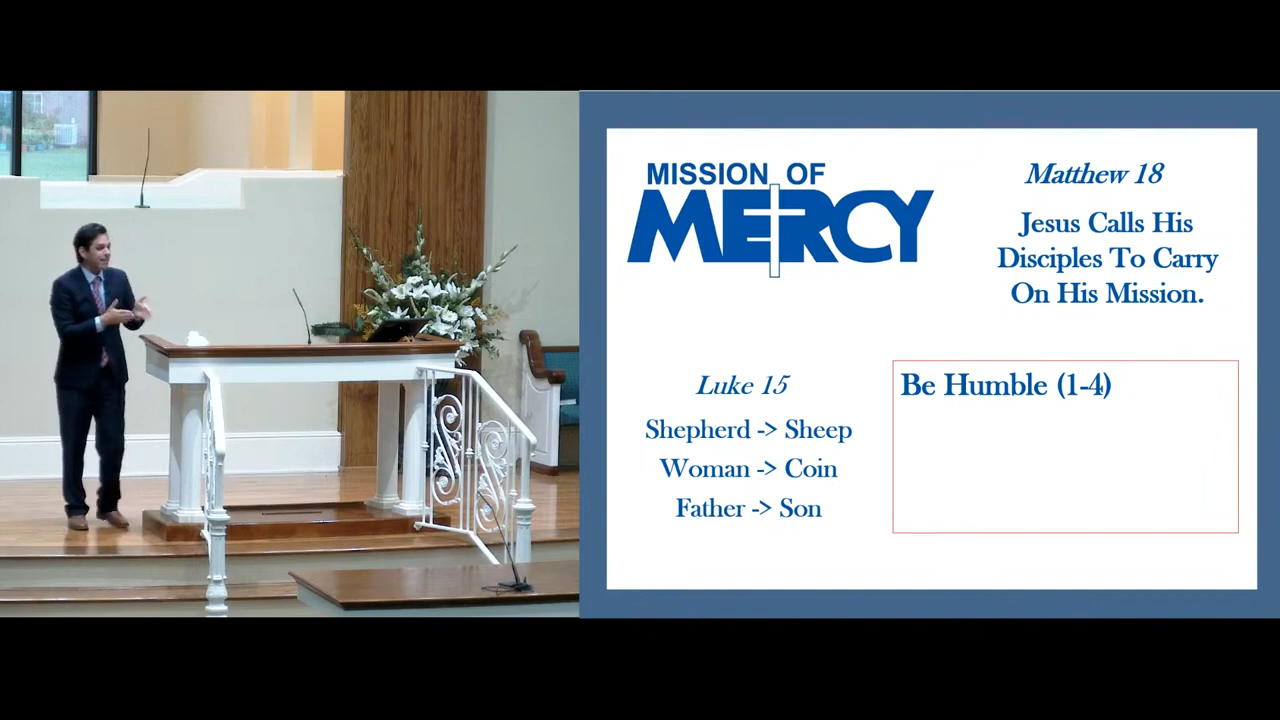 MISSION OF
MERCY
Matthew 18
Jesus Calls His
Disciples To Carry
On His Mission.
Luke 15
Shepherd -> Sheep
Woman -> Coin
Father -> Son
Be Humble (1-4)